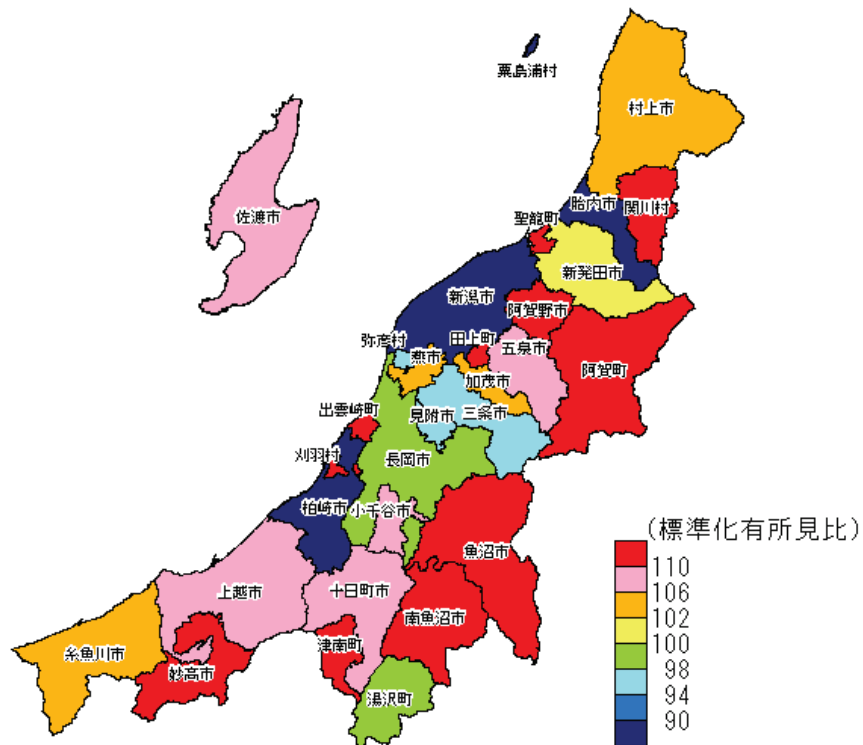 粟島浦村
村上市
佐渡市
胎内市
関川村
聖籠町
新発田市
新潟市
阿賀野市
弥彦村
田上町
五泉市
燕市
阿賀町
加茂市
出雲崎町
見附市
三条市
刈羽村
長岡市
柏崎市
小千谷市
魚沼市
上越市
十日町市
南魚沼市
糸魚川市
津南町
妙高市
湯沢町
(標準化有所見比)
110
106
102
100
98
94
90